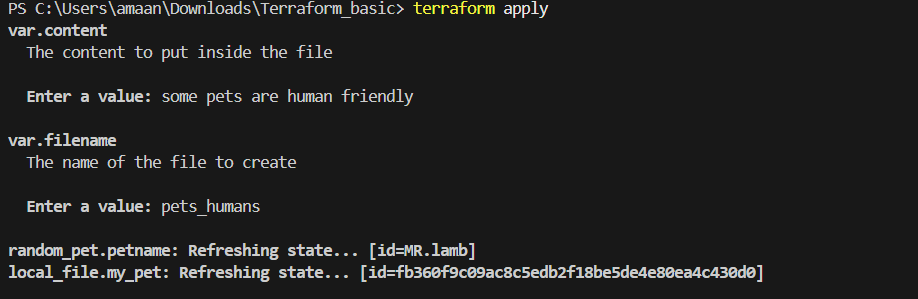 PS C:\Users\amaan\Downloads\Terraform_basic> terraform apply
var.content
The content to put inside the file
Enter a value: some pets are human friendly
var.filename
The name of the file to create
Enter a value: pets_humans
random_pet.petname: Refreshing state... [id=MR.lamb]
local_file.my_pet: Refreshing state... [id=fb360f9c09ac8c5edb2f18be5de4e80ea4c430d0]